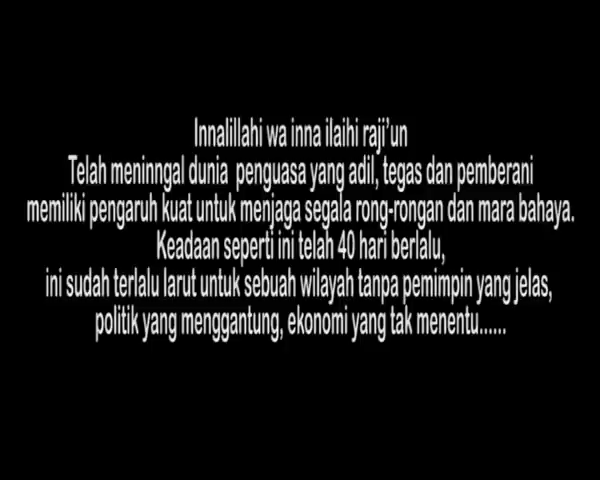 Innalillahi wa inna ilaihi raji'un
Telah meninngal dunia penguasa yang adil, tegas dan pemberani
memiliki pengaruh kuat untuk menjaga segala rong-rongan dan mara bahaya.
Keadaan seperti ini telah 40 hari berlalu,
ini sudah terlalu larut untuk sebuah wilayah tanpa pemimpin yang jelas,
politik yang menggantung, ekonomi yang tak menentu......